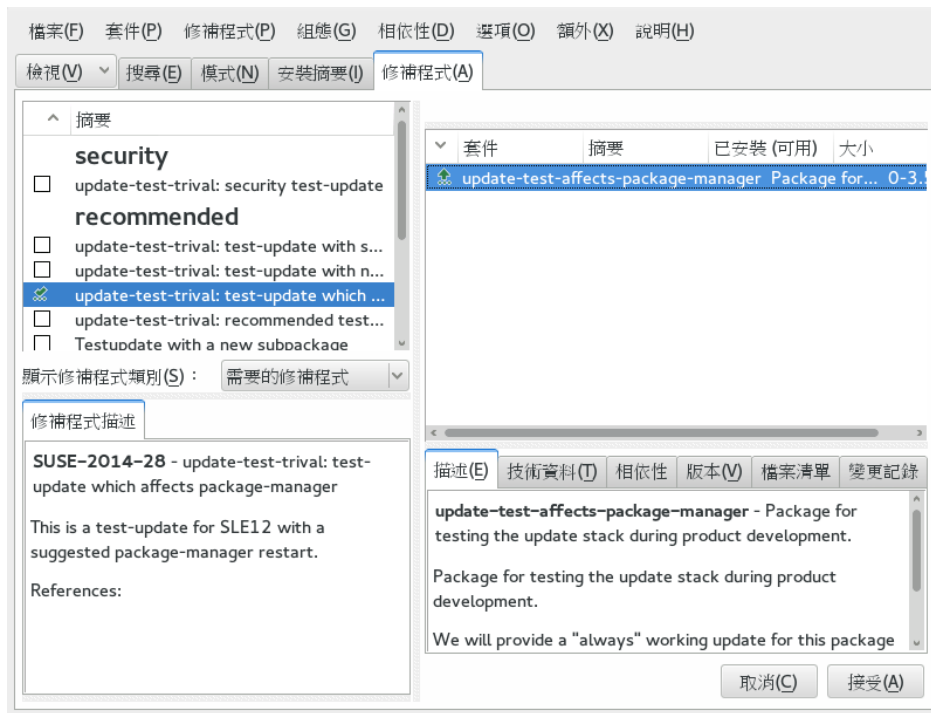 檔案(F) 套件(P) 修補程式(P) 組態(G) 相依性(D) 選項(O) 額外(X) 說明(H)
檢視(V) 搜尋(E) 模式(N) 安裝摘要(I) 修補程式(A)
摘要
security
update-test-trival: security test-update
recommended
update-test-trival: test-update with s...
update-test-trival: test-update with n...
update-test-trival: test-update which ...
update-test-trival: recommended test...
Testupdate with a new subpackage
顯示修補程式類別(S)： 需要的修補程式
修補程式描述
SUSE-2014-28 - update-test-trival: test-
update which affects package-manager
This is a test-update for SLE12 with a
suggested package-manager restart.
References:
套件 摘要 已安裝 (可用) 大小
update-test-affects-package-manager Package for... 0-3.5
描述(E) 技術資料(T) 相依性 版本(V) 檔案清單 變更記錄
update-test-affects-package-manager - Package for
testing the update stack during product development.
Package for testing the update stack during product
development.
We will provide a "always" working update for this package
取消(C) 接受(A)